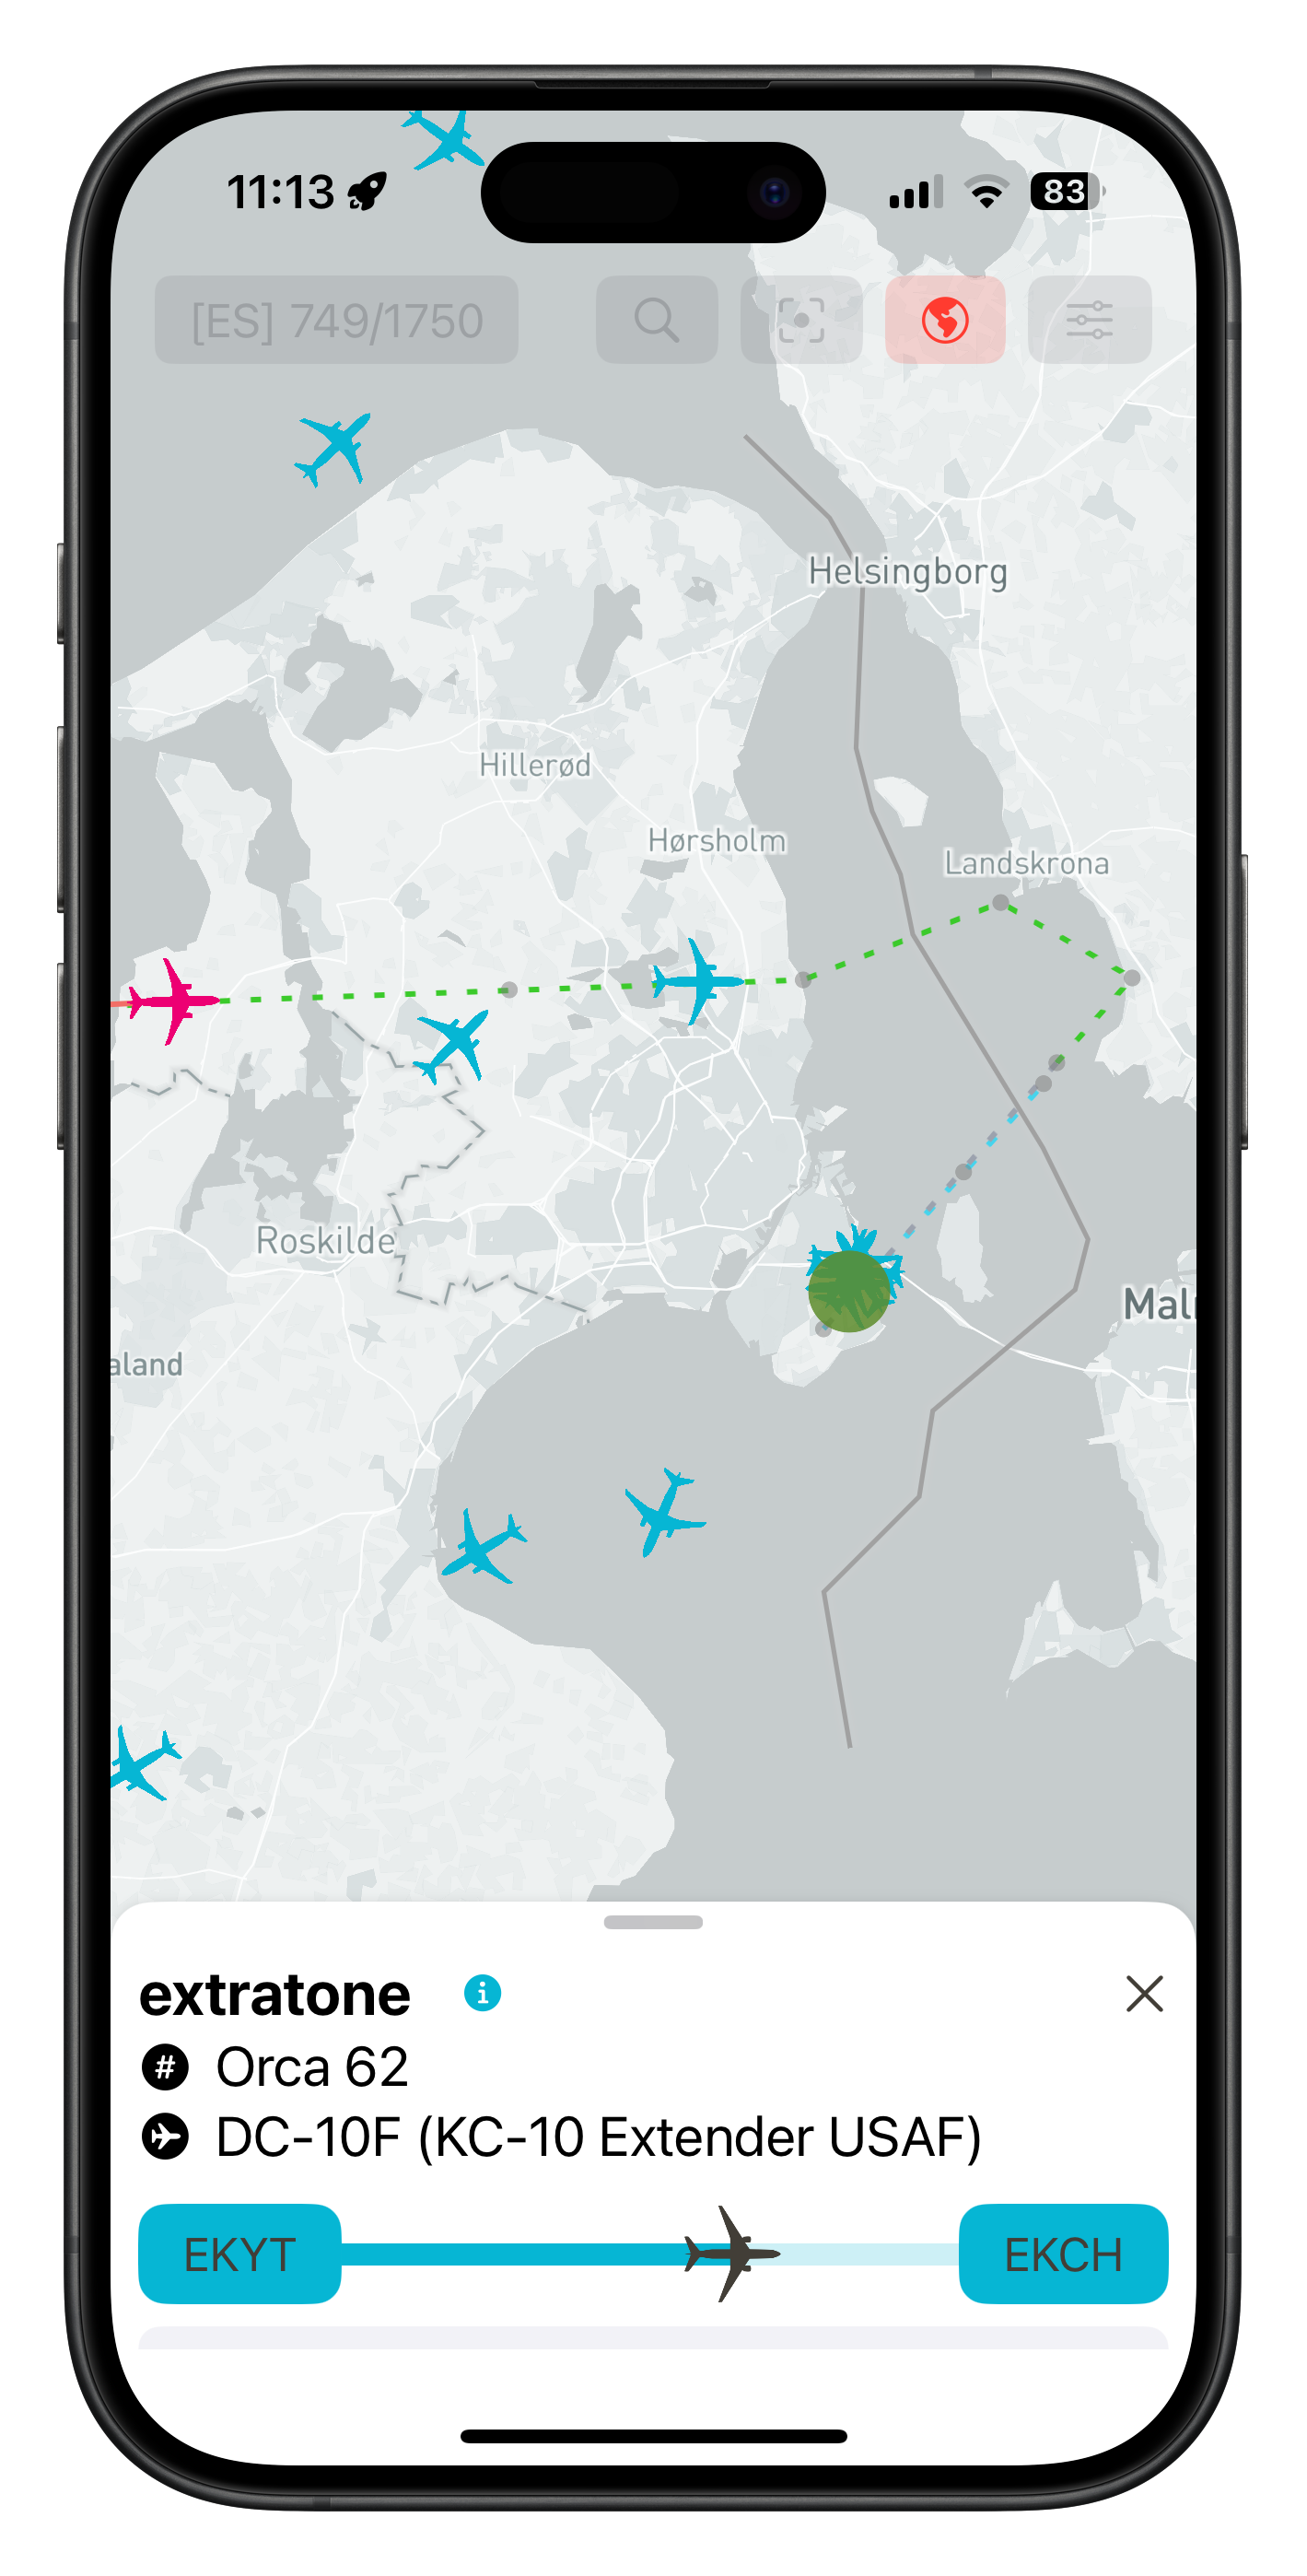 11:13
83
[ES] 749/1750
Helsingborg
Hillerød
Hørsholm
Landskrona
Roskilde
Mal
aland
extratone
i
# Orca 62
DC-10F (KC-10 Extender USAF)
EKYT
EKCH